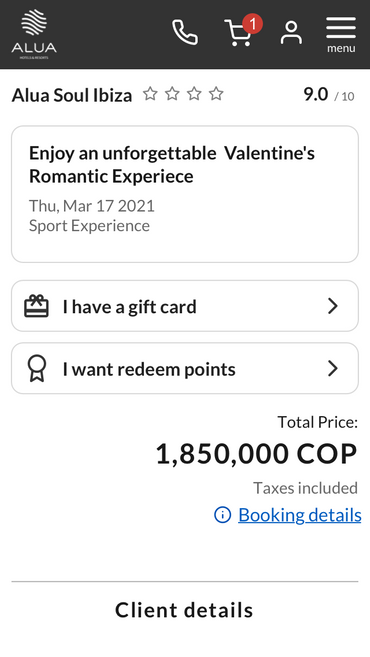 ALUA
HOTELS & RESORTS
1
menu
Alua Soul Ibiza
9.0 / 10
Enjoy an unforgettable Valentine's
Romantic Experiece
Thu, Mar 17 2021
Sport Experience
I have a gift card
I want redeem points
Total Price:
1,850,000 COP
Taxes included
Booking details
Client details